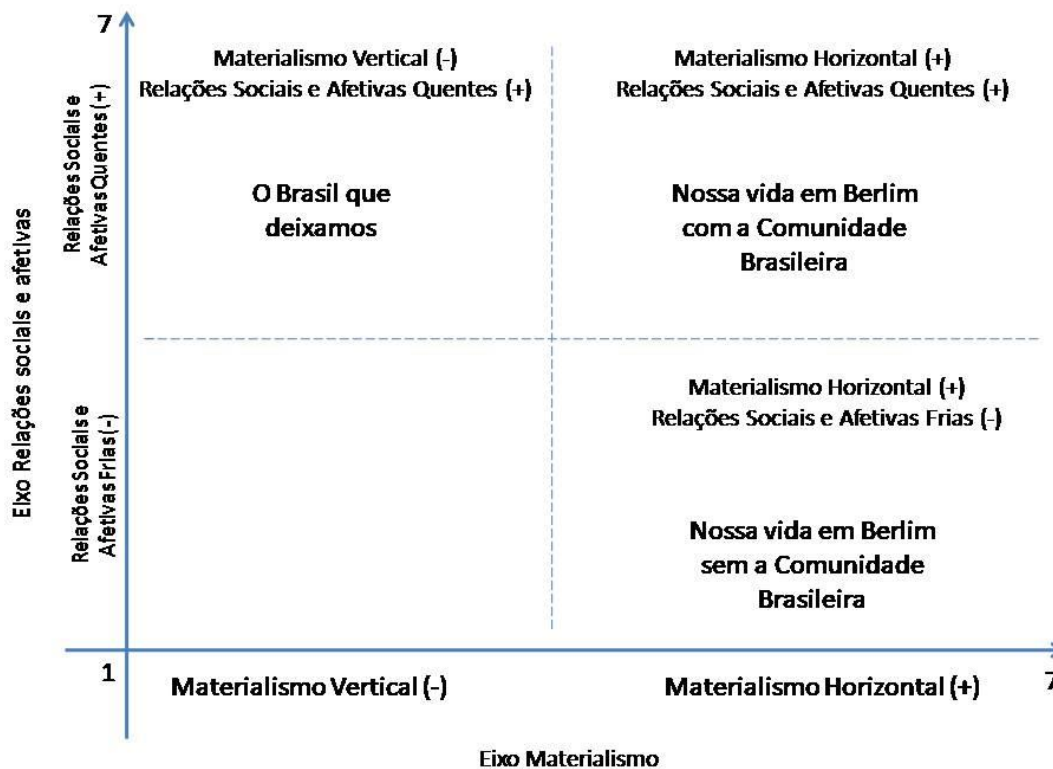 7
Materialismo Vertical (-)
Relações Sociais e Afetivas Quentes (+)
Materialismo Horizontal (+)
Relações Sociais e Afetivas Quentes (+)
O Brasil que
deixamos
Nossa vida em Berlim
com a Comunidade
Brasileira
Eixo Relações sociais e afetivas
Relações Sociais e
Afetivas Quentes (+)
Relações Sociais e
Afetivas Frias (-)
Materialismo Horizontal (+)
Relações Sociais e Afetivas Frias (-)
Nossa vida em Berlim
sem a Comunidade
Brasileira
1
Materialismo Vertical (-)
Materialismo Horizontal (+)
7
Eixo Materialismo